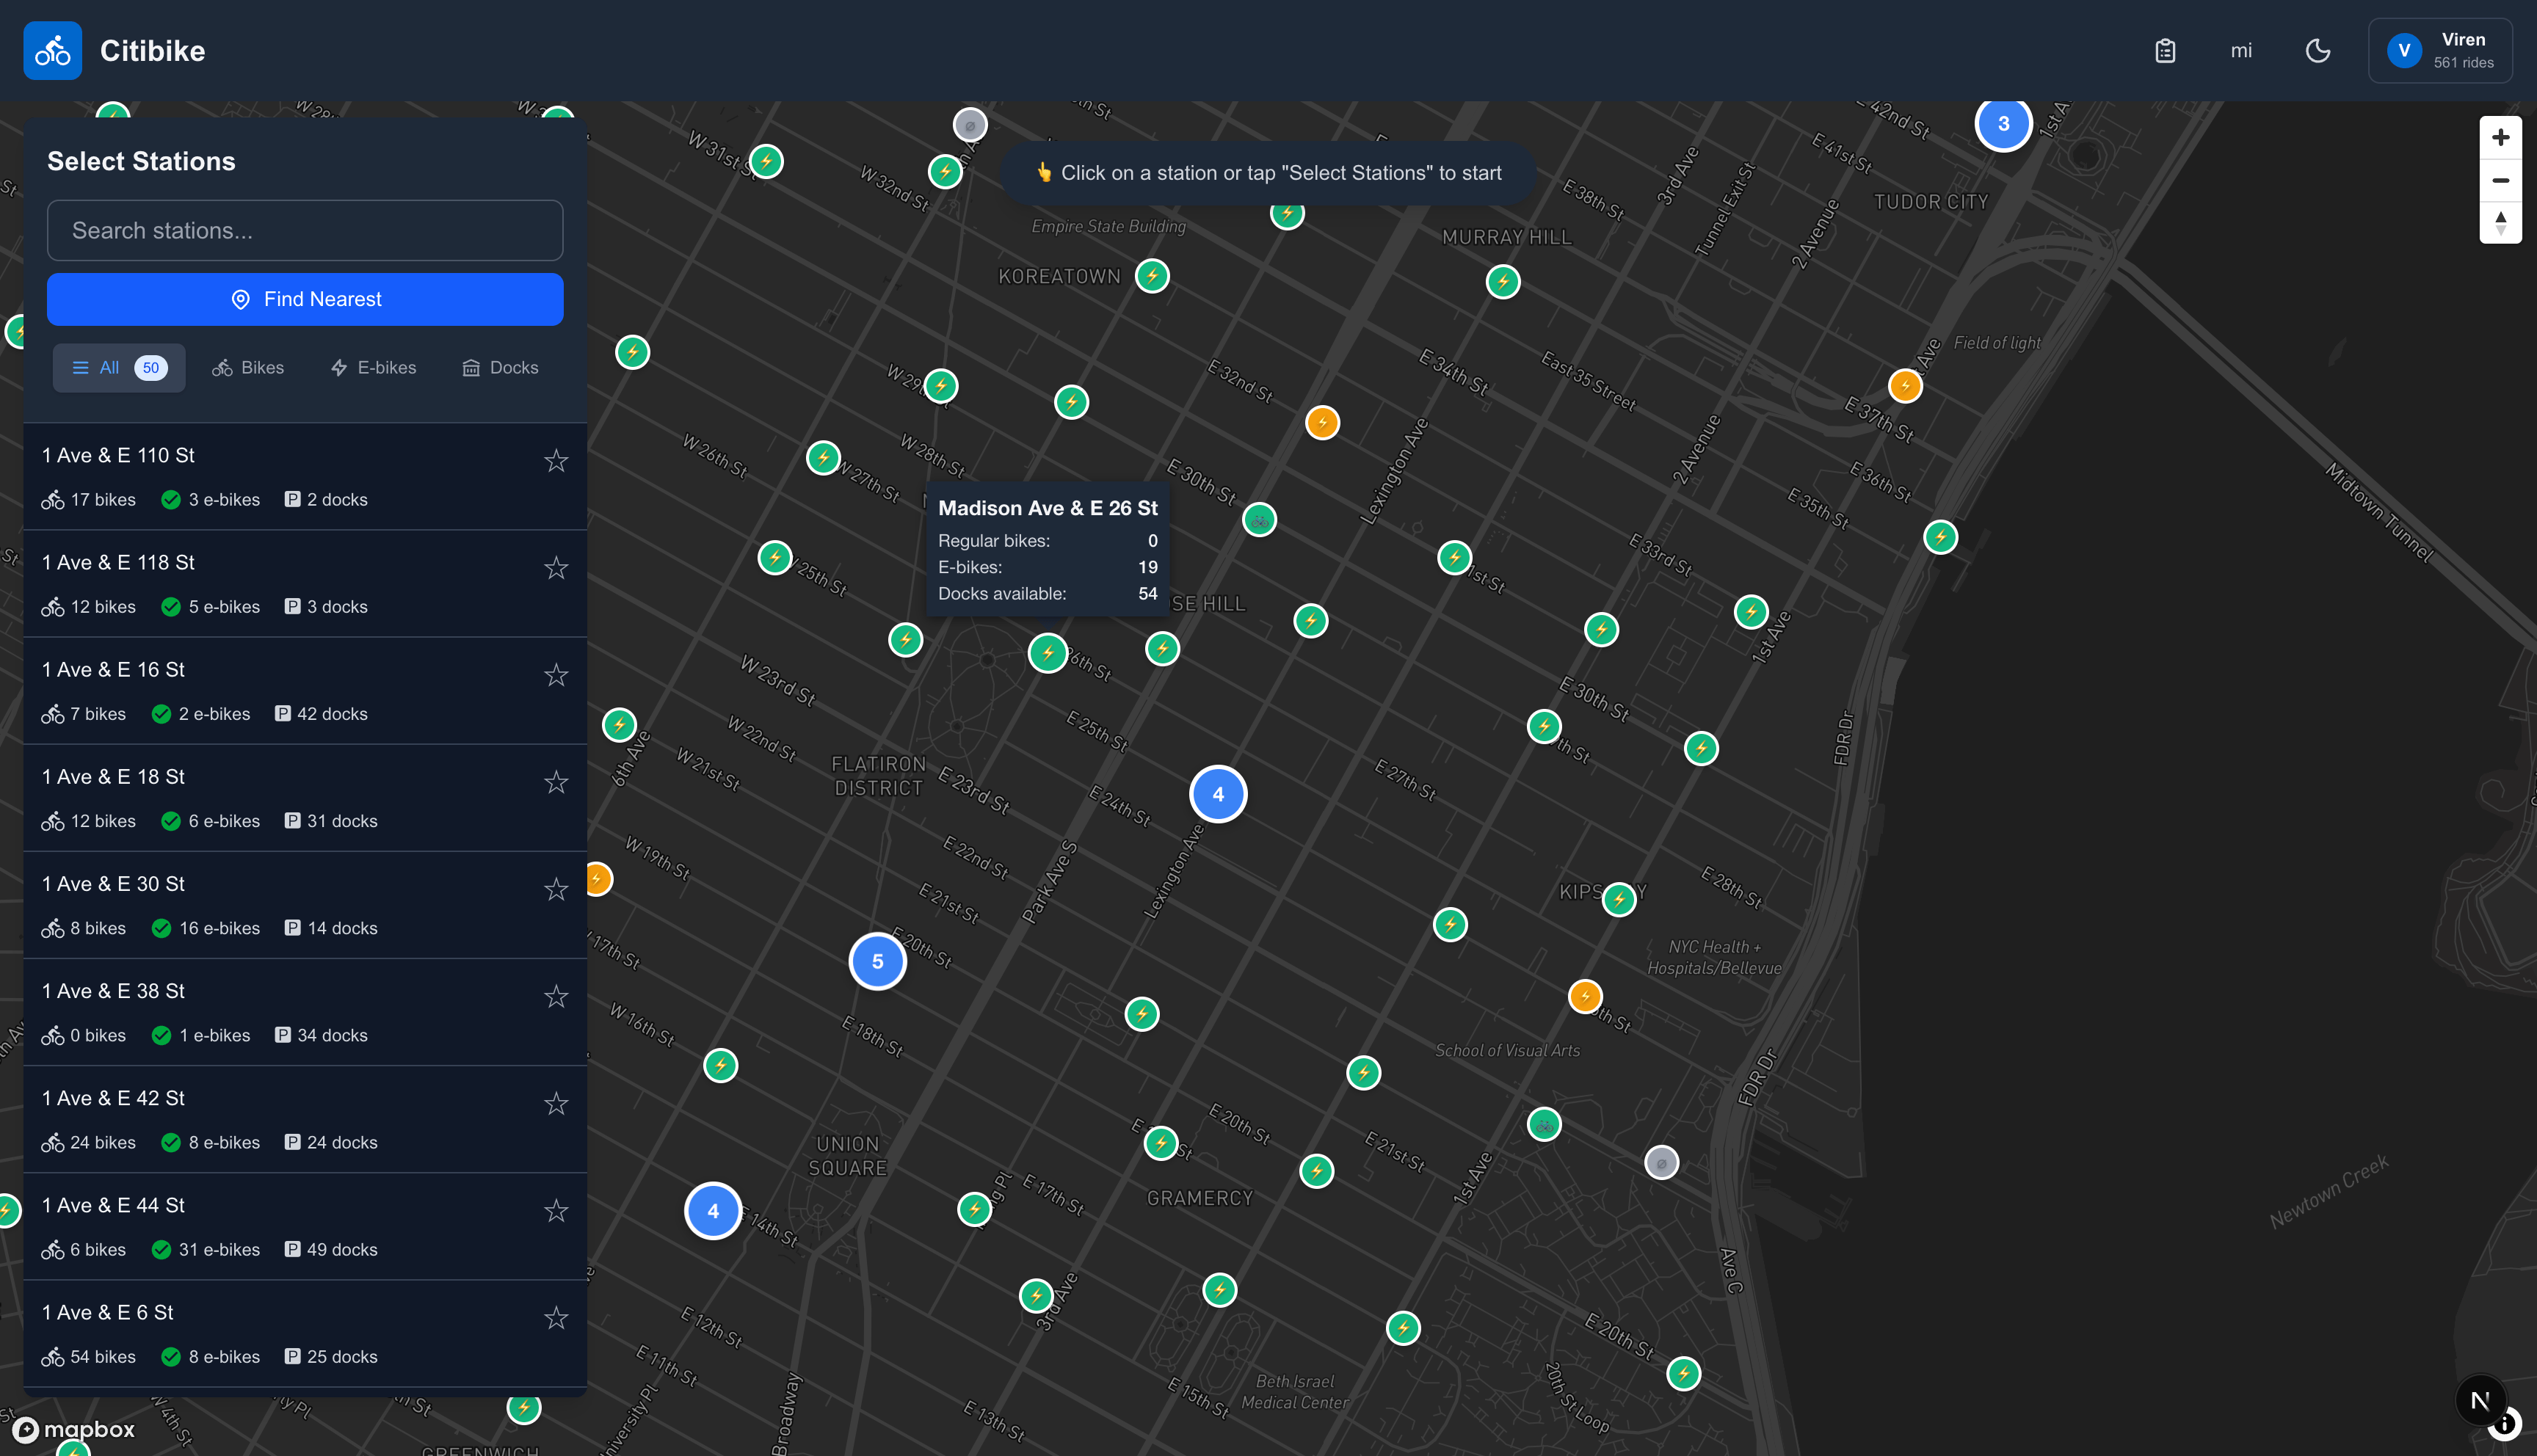 Citibike
mi
V
Viren
561 rides
Select Stations
Search stations...
Find Nearest
All 50
Bikes
E-bikes
Docks
1 Ave & E 110 St
17 bikes 3 e-bikes P 2 docks
1 Ave & E 118 St
12 bikes 5 e-bikes P 3 docks
1 Ave & E 16 St
7 bikes 2 e-bikes P 42 docks
1 Ave & E 18 St
12 bikes 6 e-bikes P 31 docks
1 Ave & E 30 St
8 bikes 16 e-bikes P 14 docks
1 Ave & E 38 St
0 bikes 1 e-bikes P 34 docks
1 Ave & E 42 St
24 bikes 8 e-bikes P 24 docks
1 Ave & E 44 St
6 bikes 31 e-bikes P 49 docks
1 Ave & E 6 St
54 bikes 8 e-bikes P 25 docks
mapbox
Click on a station or tap "Select Stations" to start
Madison Ave & E 26 St
Regular bikes: 0
E-bikes: 19
Docks available: 54
3
4
5
4
W 31st St
W 32nd St
Empire State Building
KOREATOWN
MURRAY HILL
TUDOR CITY
E 42nd St
E 41st St
E 38th St
3rd Ave
Tunnel Exit St
2 Avenue
Field of light
E 37th St
E 36th St
E 35th St
East 35 Street
E 34th St
E 33rd St
E 32nd St
E 30th St
W 28th St
W 27th St
W 26th St
Lexington Ave
2 Avenue
Midtown Tunnel
1st Ave
E 30th St
FDR Dr
W 23rd St
W 22nd St
W 21st St
6th Ave
FLATIRON
DISTRICT
E 25th St
E 24th St
E 23rd St
E 22nd St
E 21st St
E 20th St
E 27th St
E 28th St
Park Ave S
Lexington Ave
W 19th St
W 16th St
E 18th St
NYC Health +
Hospitals/Bellevue
School of Visual Arts
FDR Dr
UNION
SQUARE
E 20th St
E 21st St
1st Ave
E 17th St
GRAMERCY
E 14th St
3rd Ave
E 12th St
E 11th St
E 13th St
E 15th St
Broadway
Beth Israel
Medical Center
E 20th St
20th St Loop
Ave C
Newtown Creek
W 4th St
N